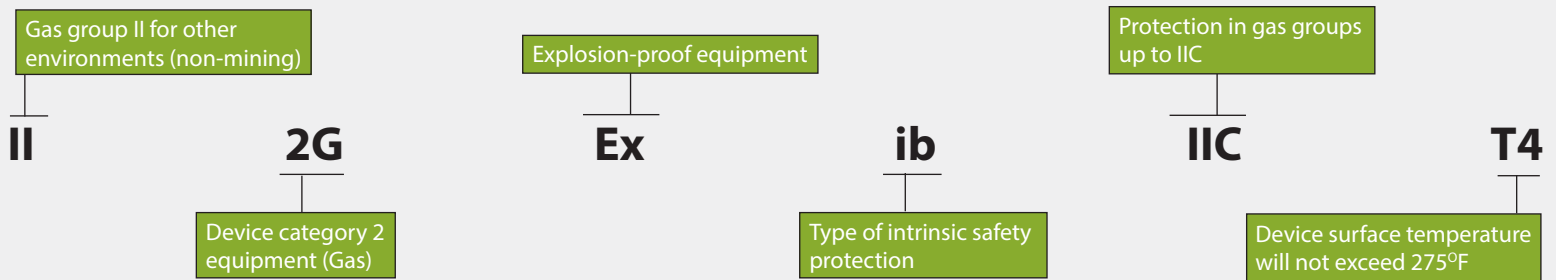 Gas group II for other
environments (non-mining)
Explosion-proof equipment
Protection in gas groups
up to IIC
II 2G Ex ib IIC T4
Device category 2
equipment (Gas)
Type of intrinsic safety
protection
Device surface temperature
will not exceed 275ºF